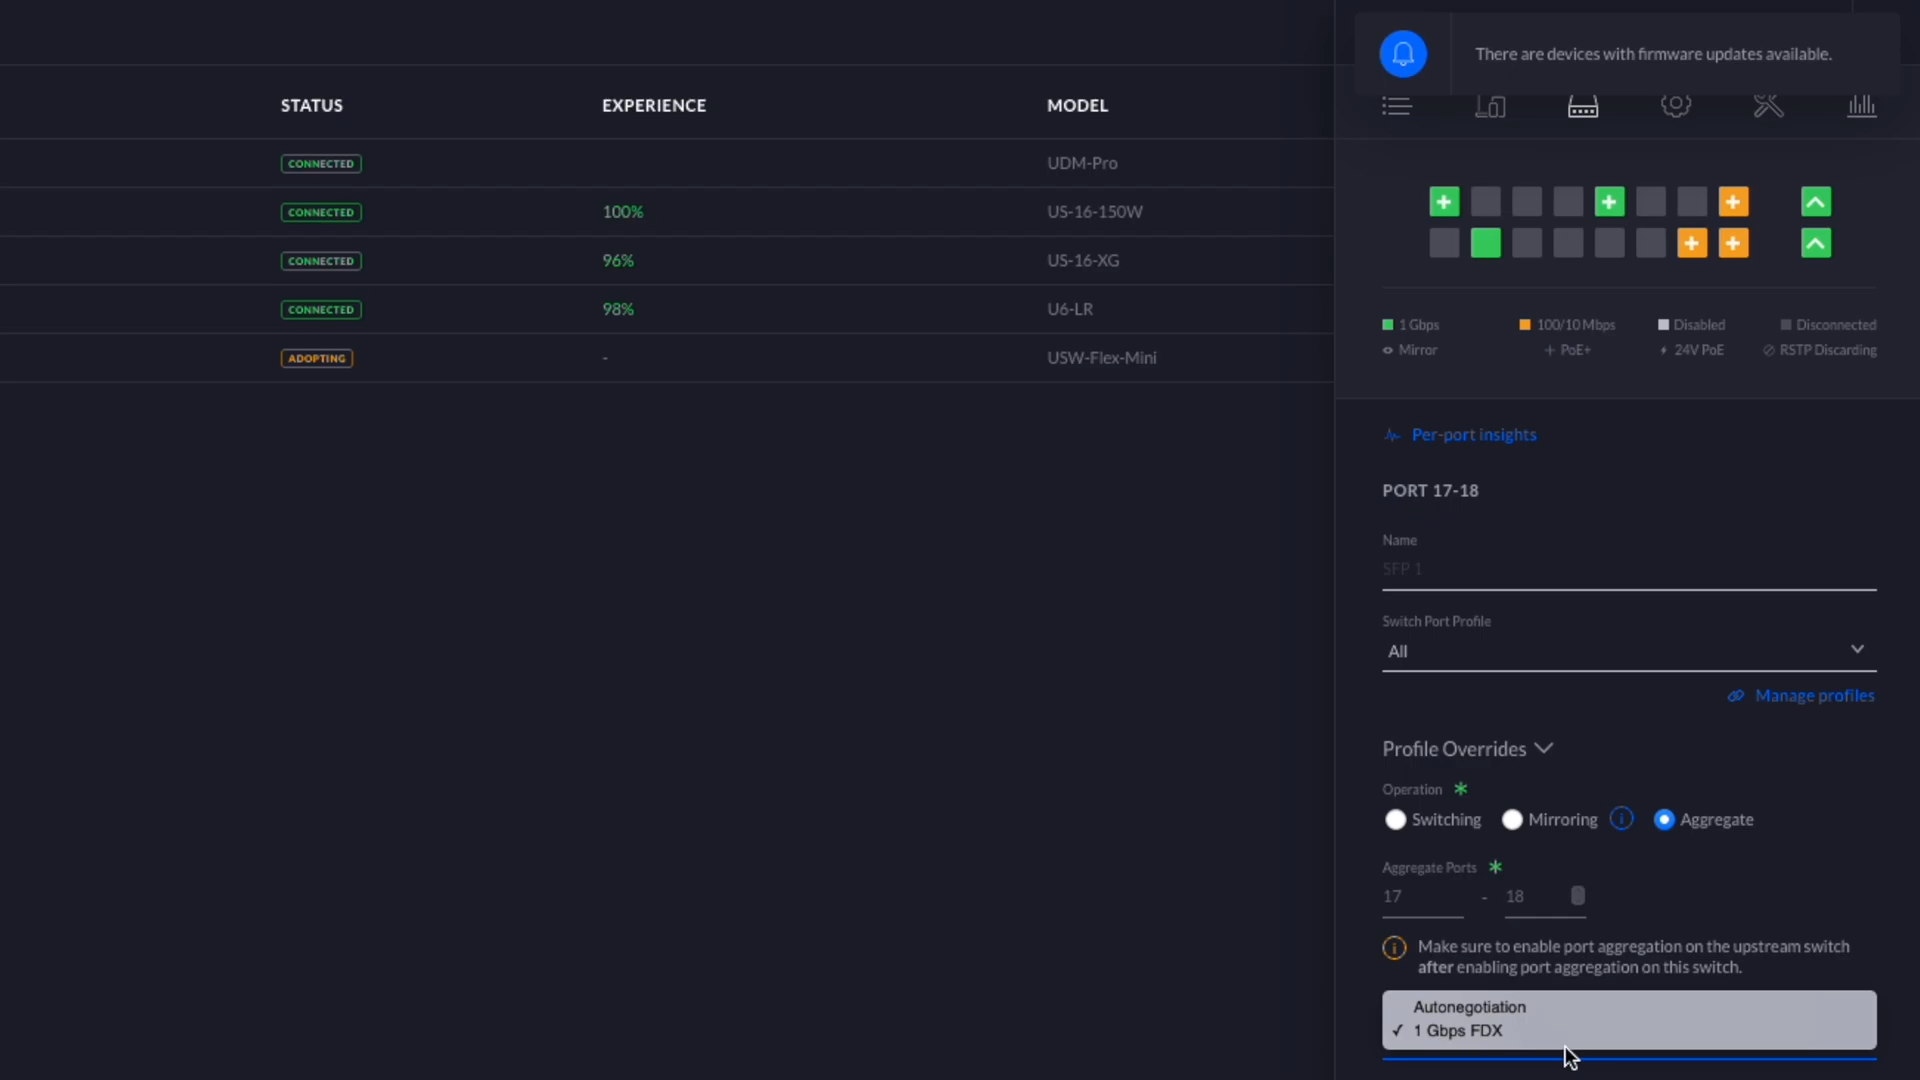 There are devices with firmware updates available.
STATUS EXPERIENCE MODEL
CONNECTED UDM-Pro
CONNECTED 100% US-16-150W
CONNECTED 96% US-16-XG
CONNECTED 98% U6-LR
ADOPTING - USW-Flex-Mini
1 Gbps 100/10 Mbps Disabled Disconnected
Mirror PoE+ 24V PoE RSTP Discarding
Per-port insights
PORT 17-18
Name
SFP 1
Switch Port Profile
All
Manage profiles
Profile Overrides
Operation *
Switching Mirroring Aggregate
Aggregate Ports *
17 - 18
Make sure to enable port aggregation on the upstream switch
after enabling port aggregation on this switch.
Autonegotiation
✓ 1 Gbps FDX